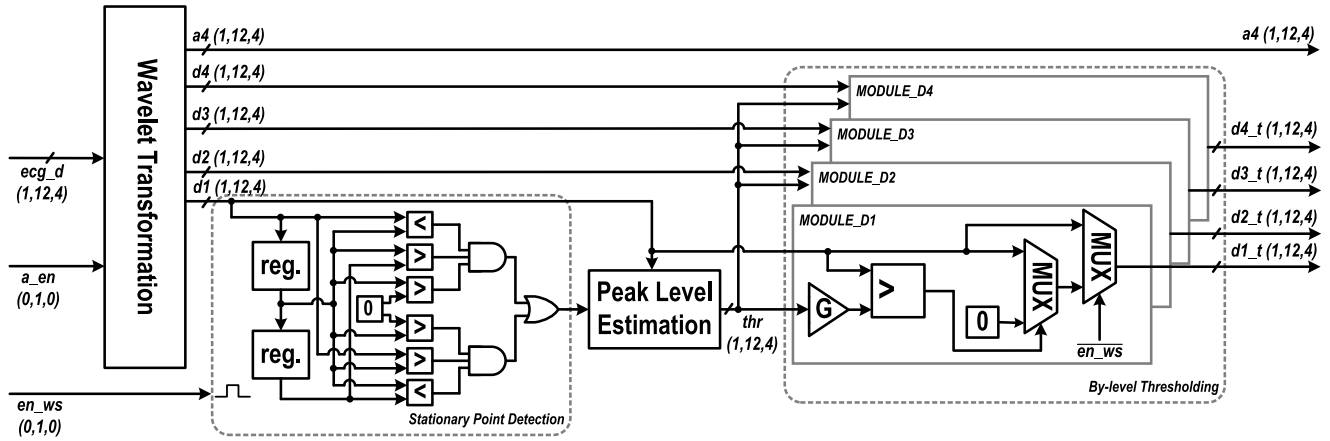 Wavelet Transformation
a4 (1,12,4)
a4 (1,12,4)
d4 (1,12,4)
d3 (1,12,4)
d2 (1,12,4)
d1 (1,12,4)
ecg_d
(1,12,4)
a_en
(0,1,0)
en_ws
(0,1,0)
reg.
reg.
<
>
>
0
>
>
<
Stationary Point Detection
Peak Level
Estimation
thr
(1,12,4)
MODULE_D4
MODULE_D3
MODULE_D2
MODULE_D1
G
>
0
MUX
MUX
en_ws
By-level Thresholding
d4_t (1,12,4)
d3_t (1,12,4)
d2_t (1,12,4)
d1_t (1,12,4)